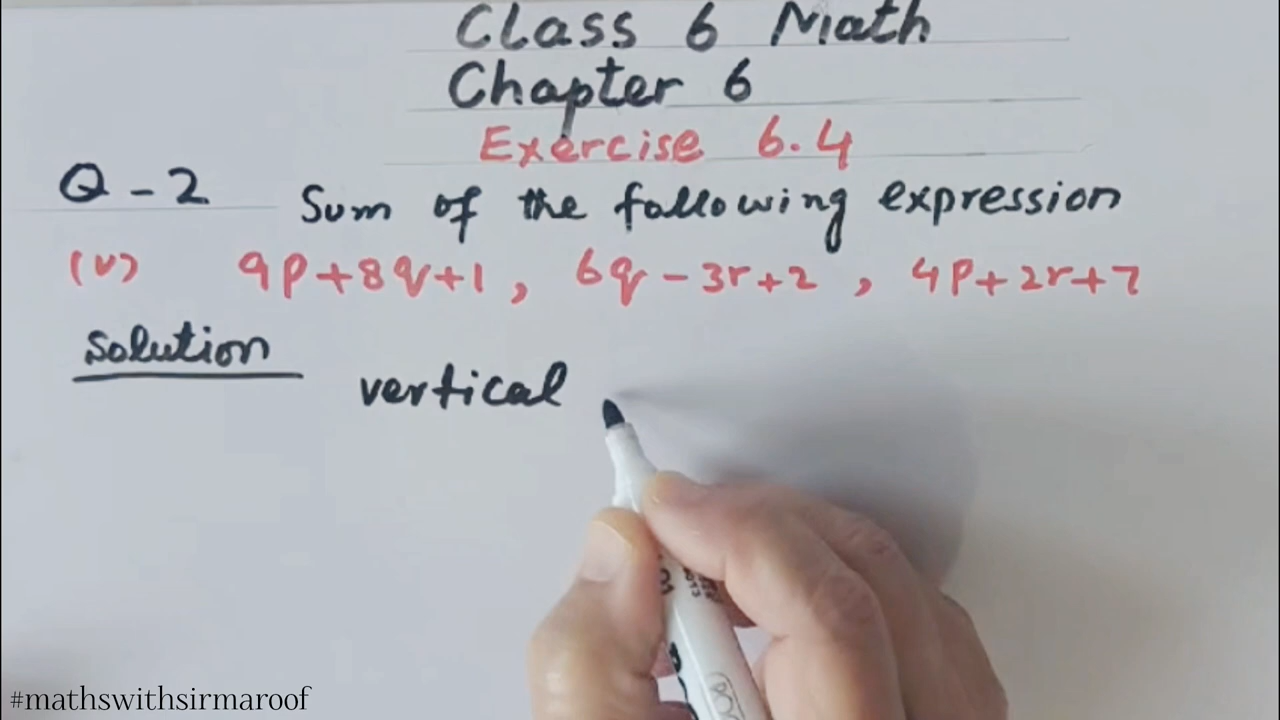 Class 6 Math
Chapter 6
Exercise 6.4
Q-2 Sum of the following expression
(v) 9p+8q+1, 6q-3r+2, 4p+2r+7
Solution
vertical
#mathswithsirmaroof